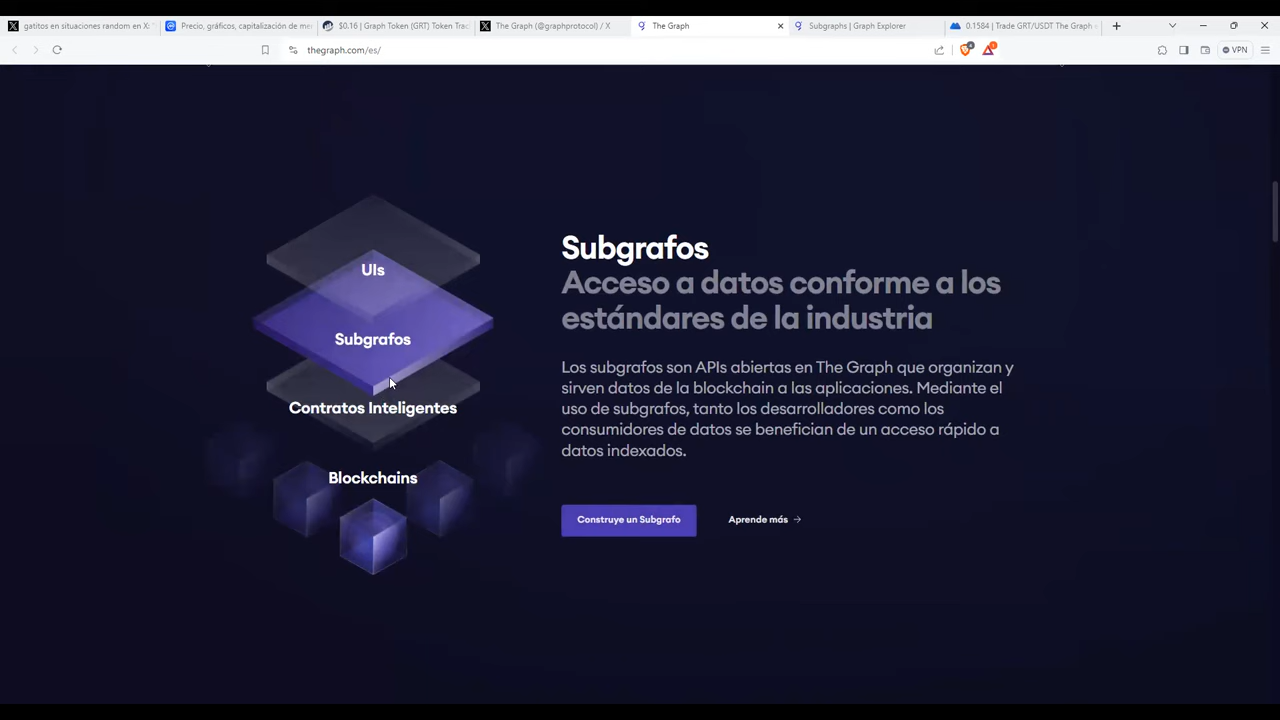 gatitos en situaciones random en X:
Precio, gráficos, capitalización de me
$0.16 | Graph Token (GRT) Token Trac
The Graph (@graphprotocol) / X
The Graph
Subgraphs | Graph Explorer
0.1584 | Trade GRT/USDT The Graph
thegraph.com/es/
VPN
UIs
Subgrafos
Contratos Inteligentes
Blockchains
Subgrafos
Acceso a datos conforme a los
estándares de la industria
Los subgrafos son APIs abiertas en The Graph que organizan y
sirven datos de la blockchain a las aplicaciones. Mediante el
uso de subgrafos, tanto los desarrolladores como los
consumidores de datos se benefician de un acceso rápido a
datos indexados.
Construye un Subgrafo
Aprende más →